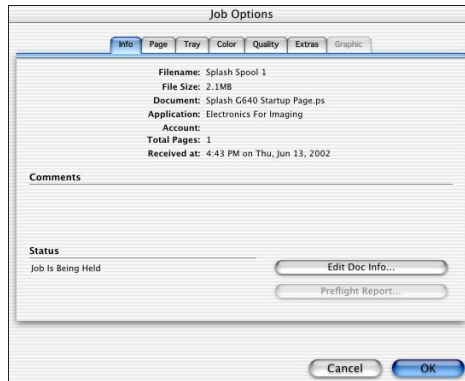 Job Options
Info Page Tray Color Quality Extras Graphic
Filename: Splash Spool 1
File Size: 2.1MB
Document: Splash G640 Startup Page.ps
Application: Electronics For Imaging
Account:
Total Pages: 1
Received at: 4:43 PM on Thu, Jun 13, 2002
Comments
Status
Job Is Being Held
Edit Doc Info...
Preflight Report...
Cancel OK